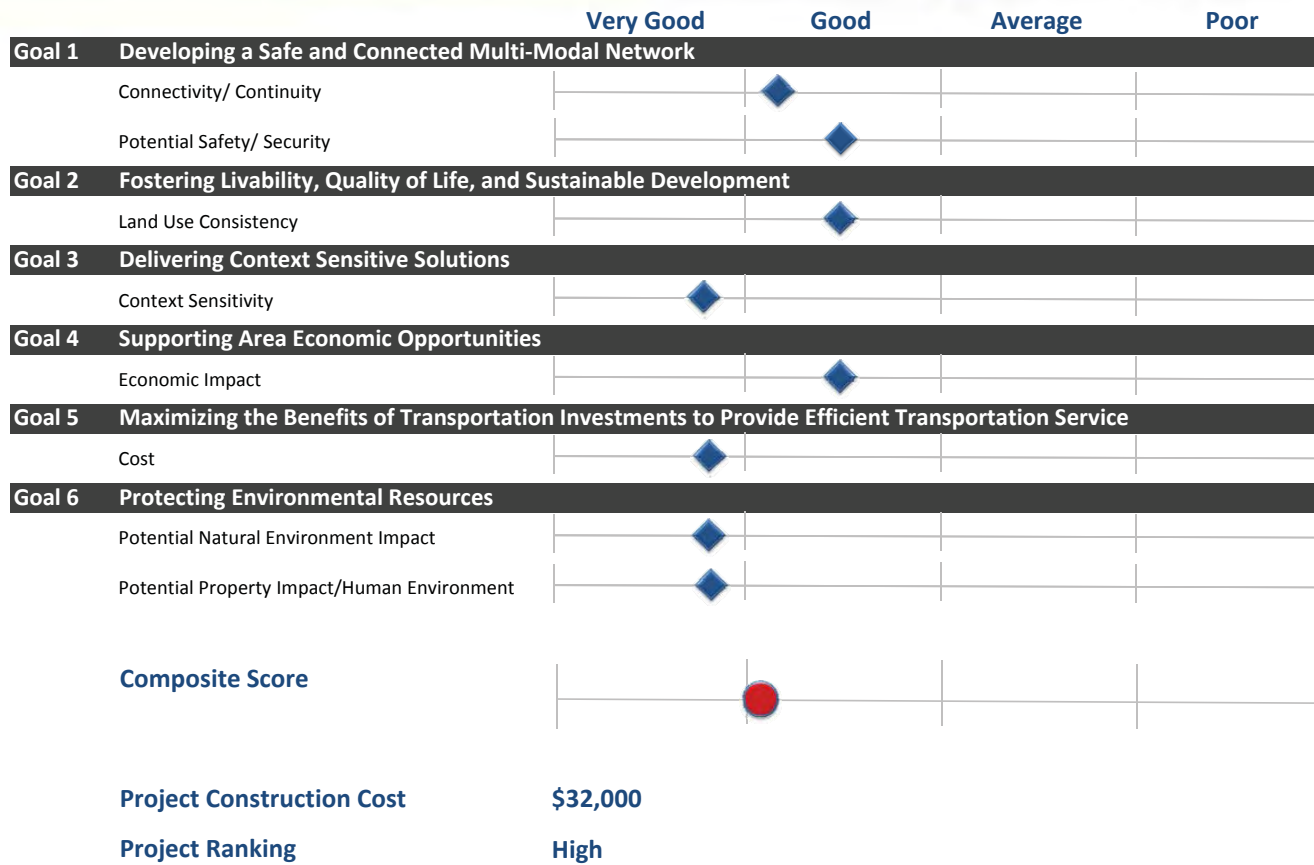 Very Good Good Average Poor
Goal 1 Developing a Safe and Connected Multi-Modal Network
Connectivity/ Continuity
Potential Safety/ Security
Goal 2 Fostering Livability, Quality of Life, and Sustainable Development
Land Use Consistency
Goal 3 Delivering Context Sensitive Solutions
Context Sensitivity
Goal 4 Supporting Area Economic Opportunities
Economic Impact
Goal 5 Maximizing the Benefits of Transportation Investments to Provide Efficient Transportation Service
Cost
Goal 6 Protecting Environmental Resources
Potential Natural Environment Impact
Potential Property Impact/Human Environment
Composite Score
Project Construction Cost $32,000
Project Ranking High